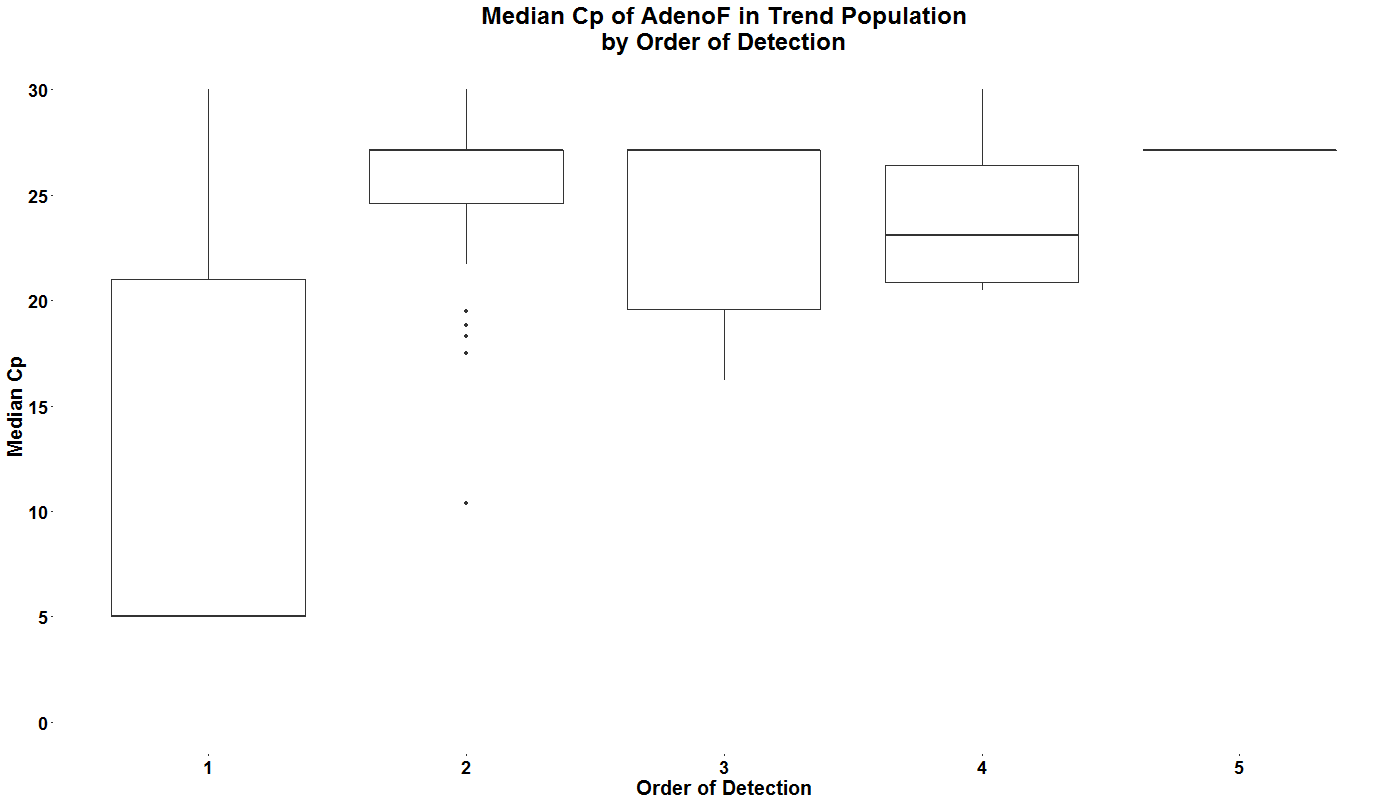 Median Cp of AdenoF in Trend Population
by Order of Detection
30
25
20
15
10
5
0
Median Cp
1 2 3 4 5
Order of Detection